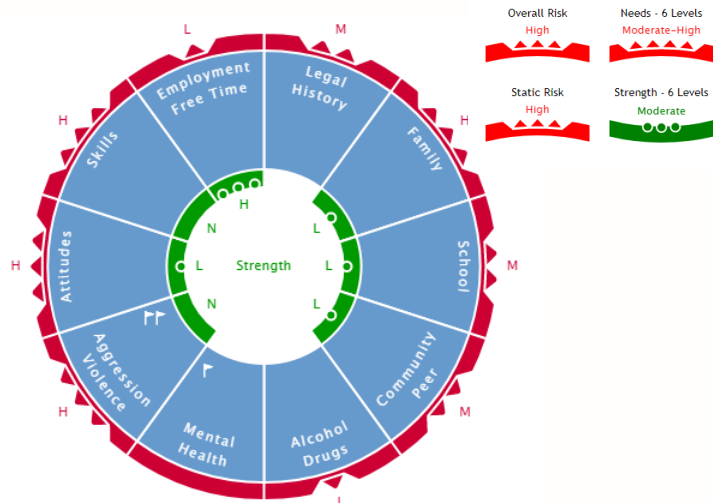 Overall Risk
High
Needs - 6 Levels
Moderate-High
Static Risk
High
Strength - 6 Levels
Moderate
L
M
Employment
Free Time
Legal
History
H
Skills
Family
H
H
N
L
H
Attitudes
L
Strength
L
School
M
N
L
Aggression
Violence
Community
Peer
H
M
Mental
Health
Alcohol
Drugs
L